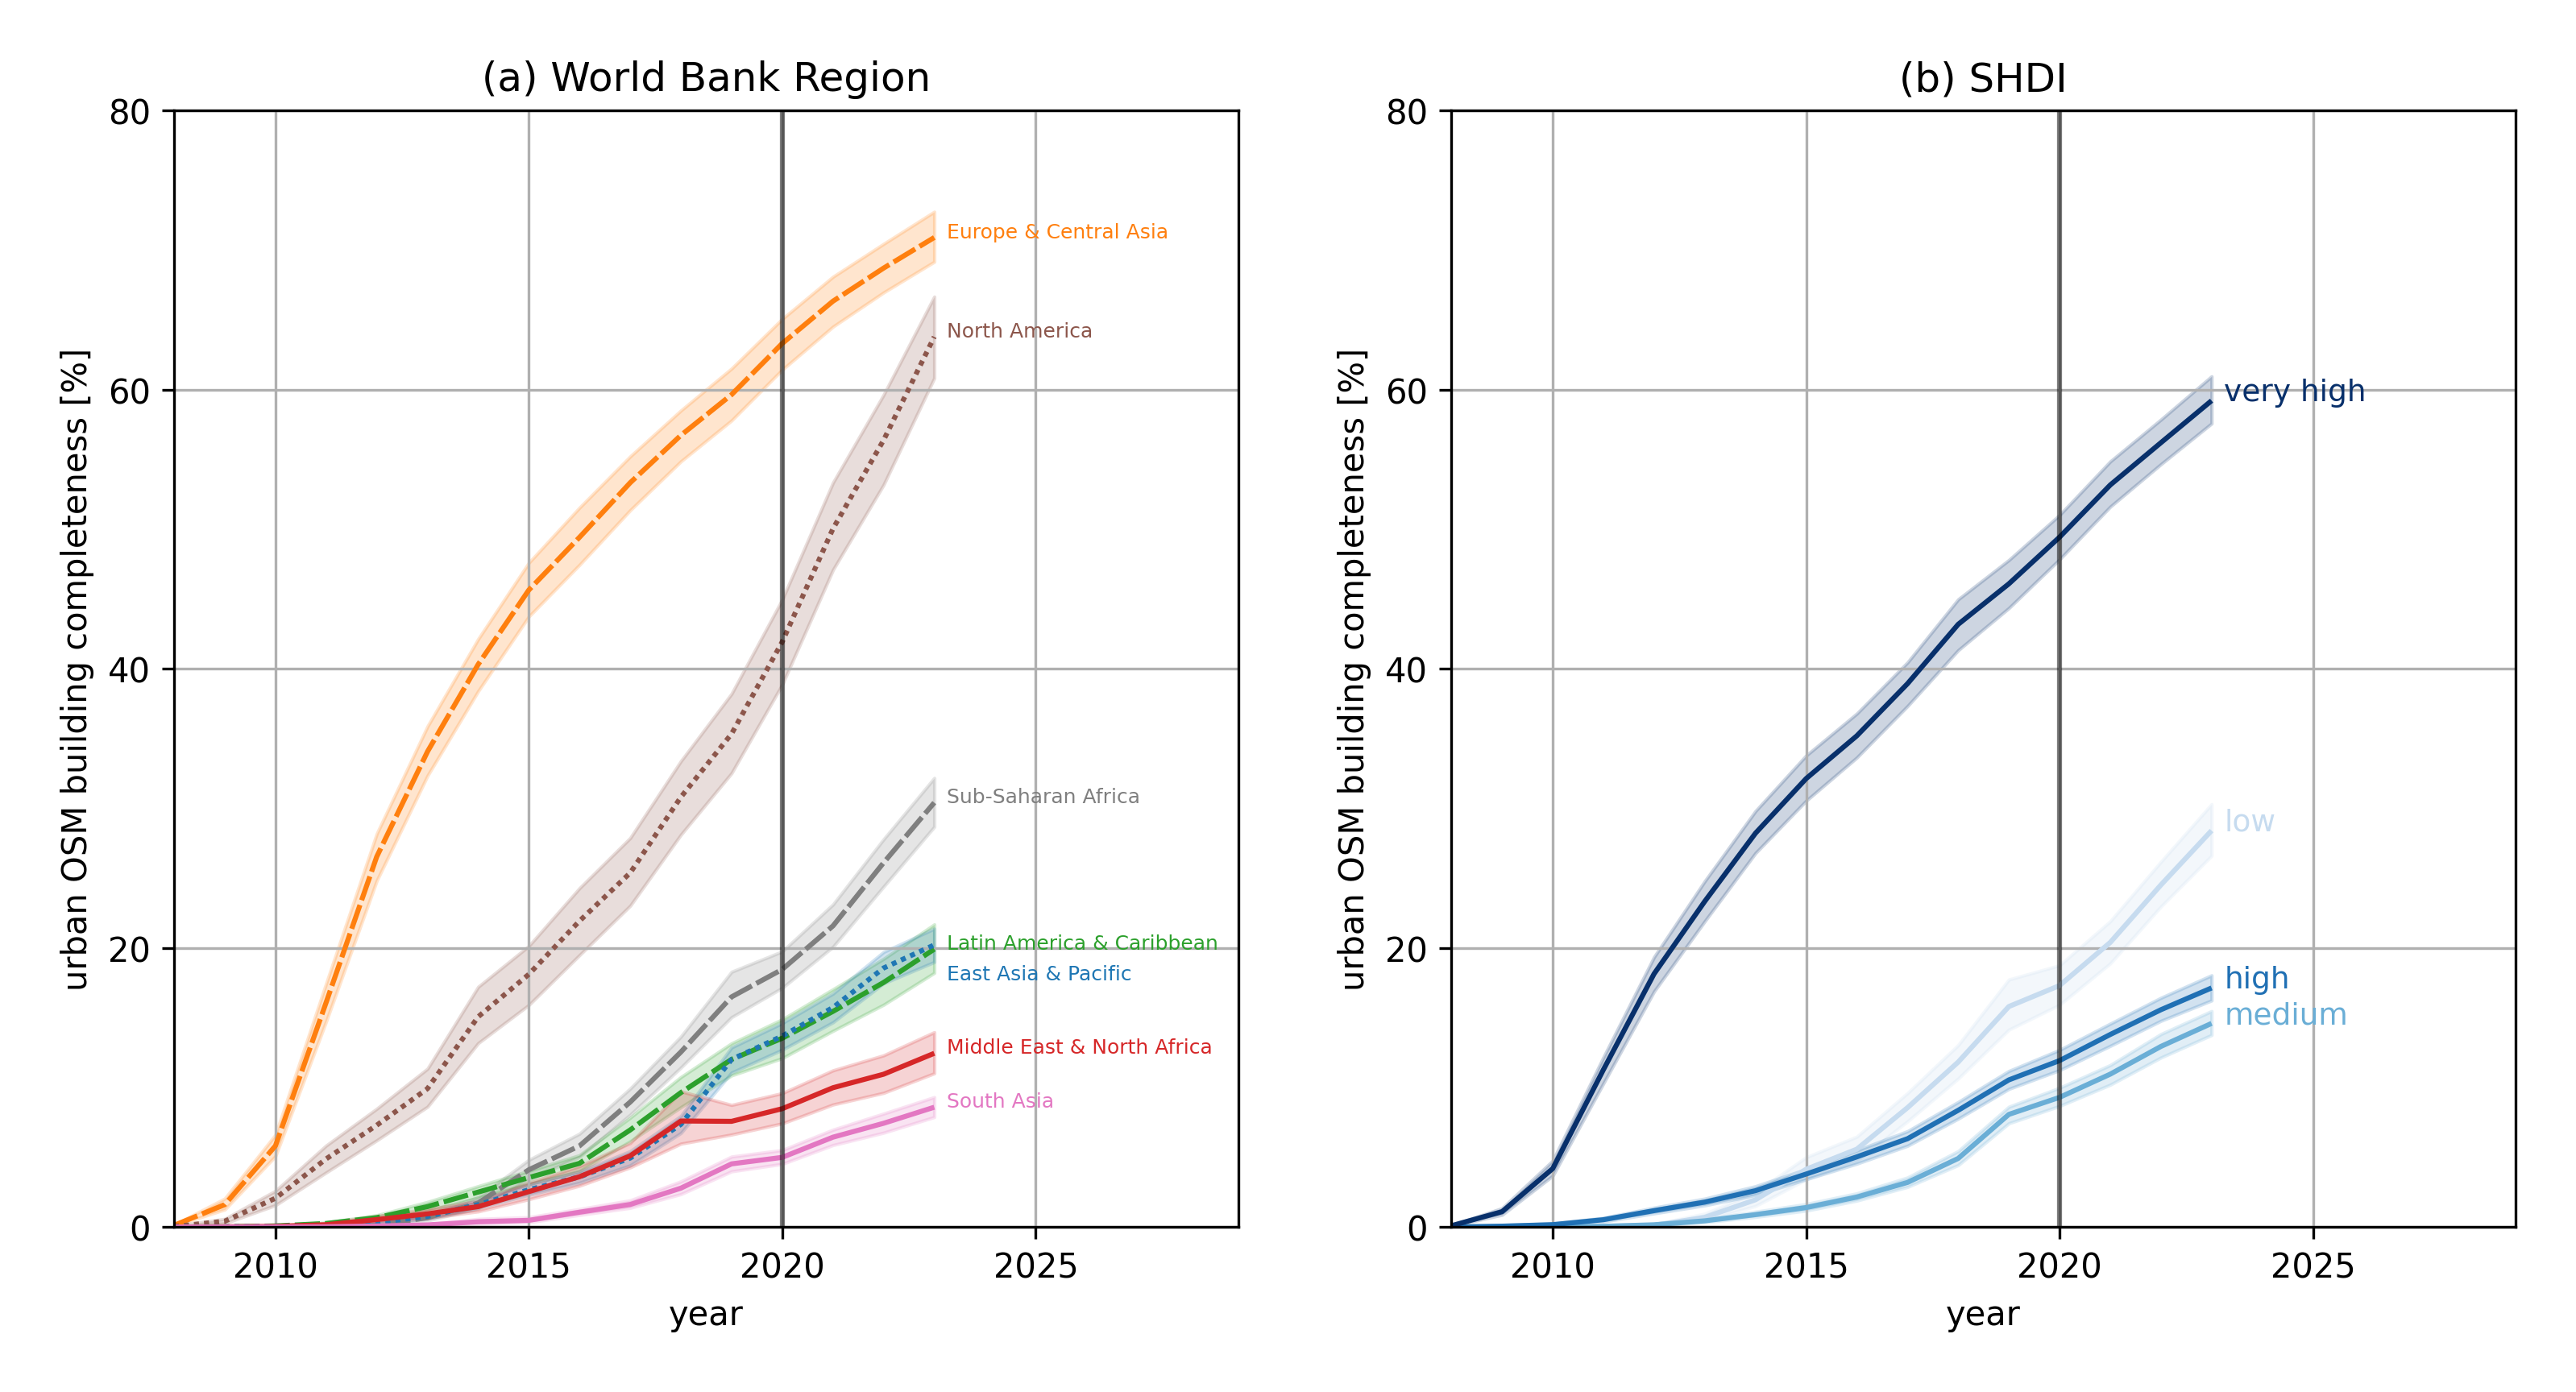 (a) World Bank Region
80
60
40
20
0
urban OSM building completeness [%]
Europe & Central Asia
North America
Sub-Saharan Africa
Latin America & Caribbean
East Asia & Pacific
Middle East & North Africa
South Asia
2010 2015 2020 2025
year
(b) SHDI
80
60
40
20
0
urban OSM building completeness [%]
very high
low
high
medium
2010 2015 2020 2025
year